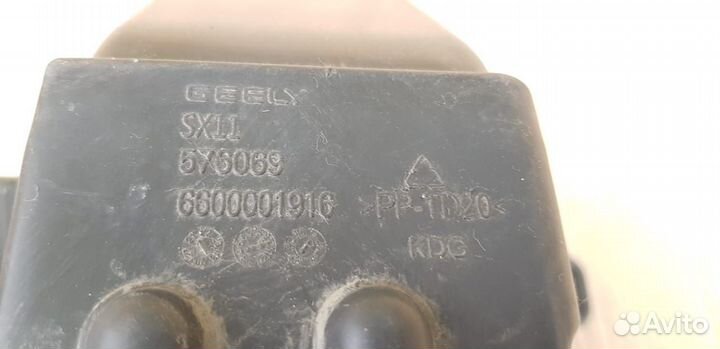 GEELY
SX11
576069
6600001916
>PP-TD20<
KDG
Avito